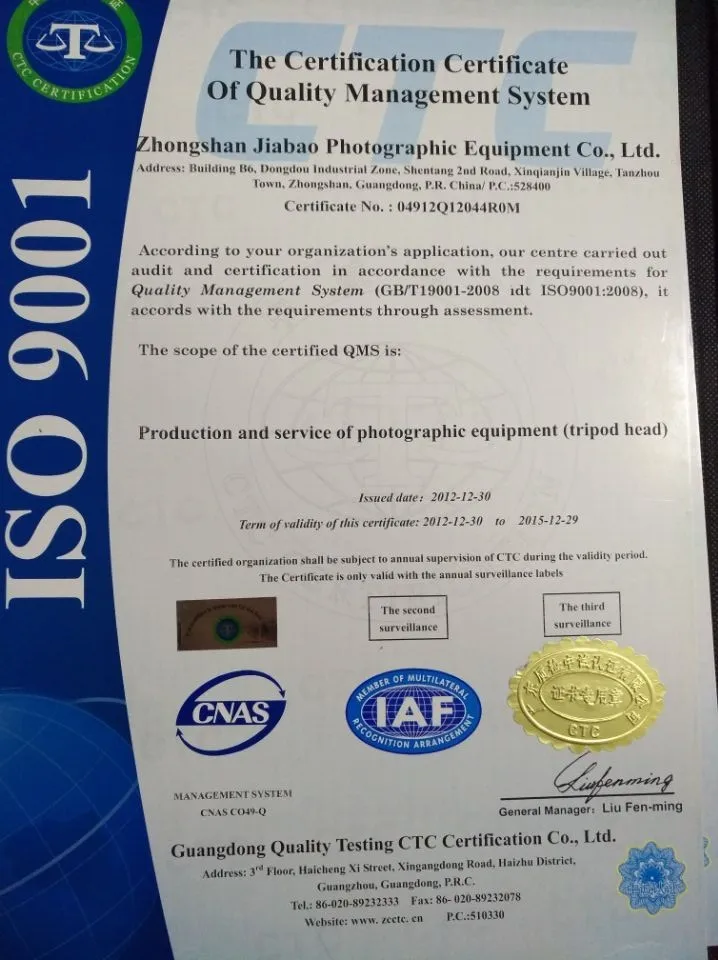 CTC CERTIFICATION
ISO 9001
CTC
The Certification Certificate
Of Quality Management System
Zhongshan Jiabao Photographic Equipment Co., Ltd.
Address: Building B6, Dongdou Industrial Zone, Shentang 2nd Road, Xinqianjin Village, Tanzhou
Town, Zhongshan, Guangdong, P.R. China/ P.C.:528400
Certificate No. : 04912Q12044R0M
According to your organization's application, our centre carried out
audit and certification in accordance with the requirements for
Quality Management System (GB/T19001-2008 idt ISO9001:2008), it
accords with the requirements through assessment.
The scope of the certified QMS is:
Production and service of photographic equipment (tripod head)
Issued date: 2012-12-30
Term of validity of this certificate: 2012-12-30 to 2015-12-29
The certified organization shall be subject to annual supervision of CTC during the validity period.
The Certificate is only valid with the annual surveillance labels
The second
surveillance
The third
surveillance
CNAS
MEMBER OF MULTILATERAL
IAF
RECOGNITION ARRANGEMENT
CTC
MANAGEMENT SYSTEM
CNAS CO49-Q
Liufenming
General Manager: Liu Fen-ming
Guangdong Quality Testing CTC Certification Co., Ltd.
Address: 3rd Floor, Haicheng Xi Street, Xingangdong Road, Haizhu District,
Guangzhou, Guangdong, P.R.C.
Tel.: 86-020-89232333 Fax: 86- 020-89232078
Website: www. zcctc. cn P.C.:510330